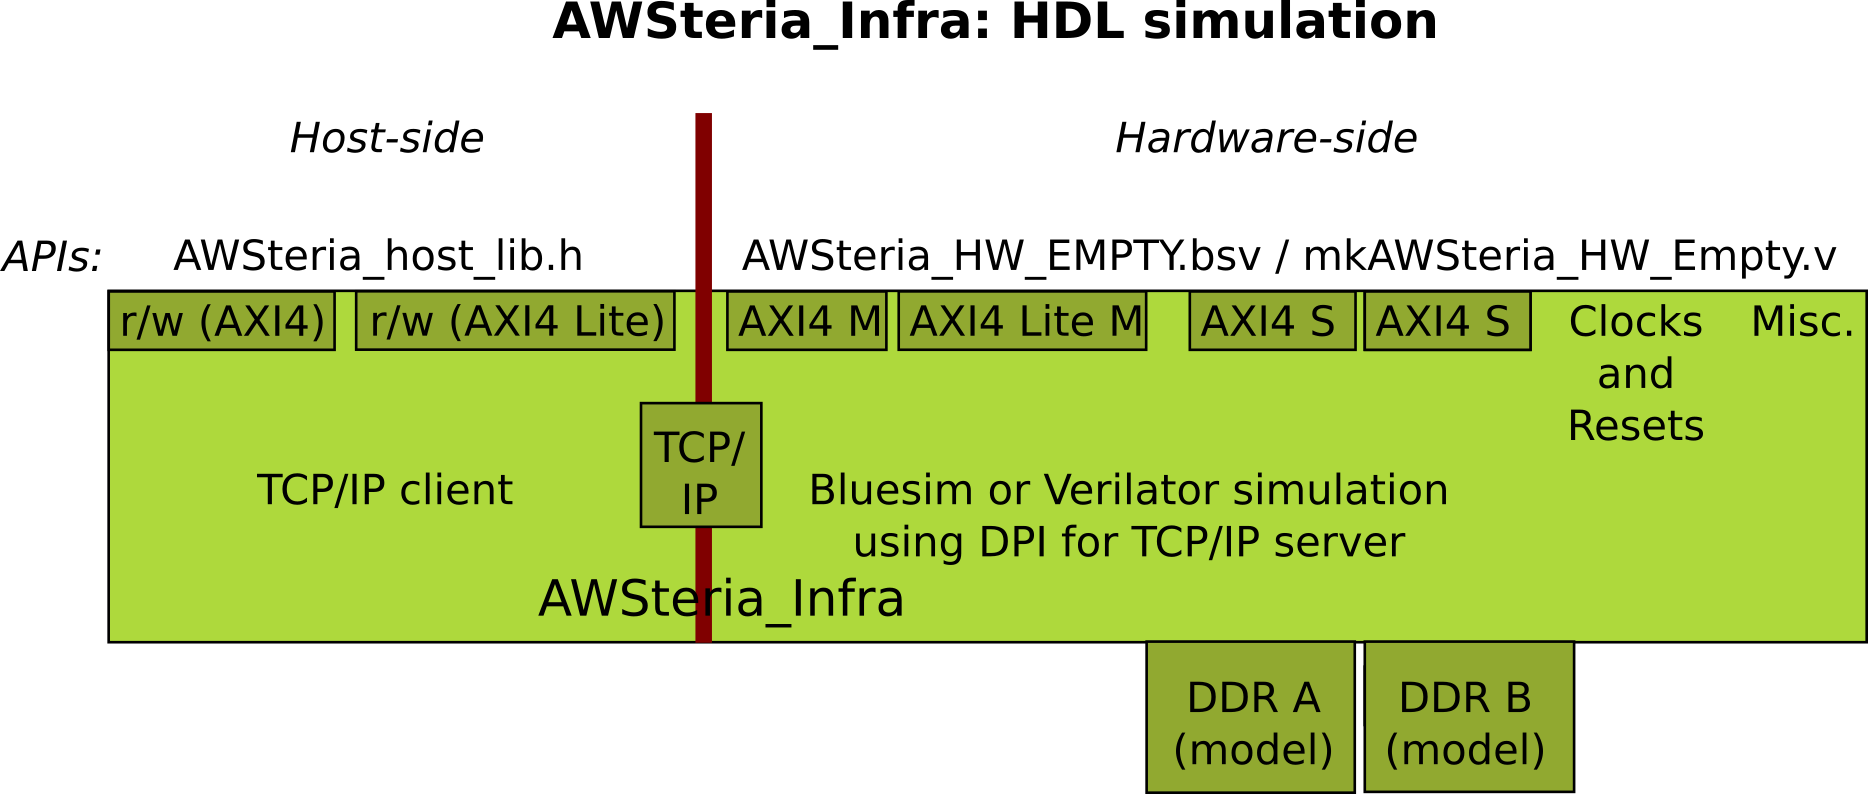 AWSteria_Infra: HDL simulation
Host-side
Hardware-side
APIs:
AWSteria_host_lib.h
AWSteria_HW_EMPTY.bsv / mkAWSteria_HW_Empty.v
r/w (AXI4)
r/w (AXI4 Lite)
AXI4 M
AXI4 Lite M
AXI4 S
AXI4 S
Clocks
and
Resets
Misc.
TCP/
IP
TCP/IP client
Bluesim or Verilator simulation
using DPI for TCP/IP server
AWSteria_Infra
DDR A
(model)
DDR B
(model)